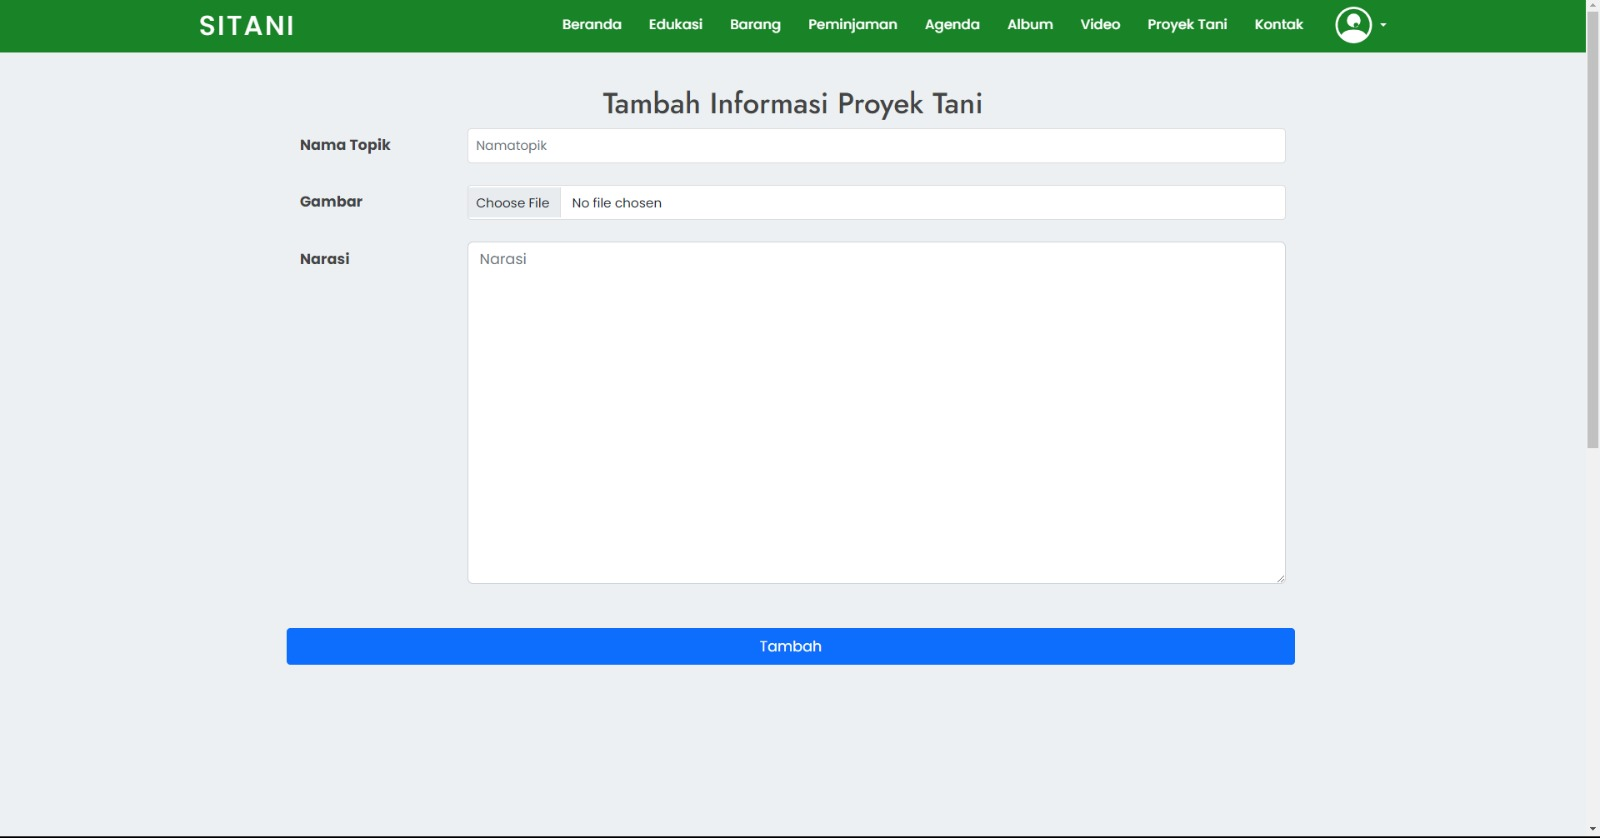 SITANI Beranda Edukasi Barang Peminjaman Agenda Album Video Proyek Tani Kontak
Tambah Informasi Proyek Tani
Nama Topik Namatopik
Gambar Choose File No file chosen
Narasi Narasi
Tambah